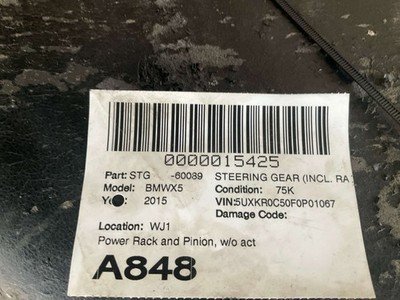 0000015425
Part: STG -60089 STEERING GEAR (INCL. RA
Model: BMWX5 Condition: 75K
2015 VIN:5UXKR0C50F0P01067
Damage Code:
Location: WJ1
Power Rack and Pinion, w/o act
A848